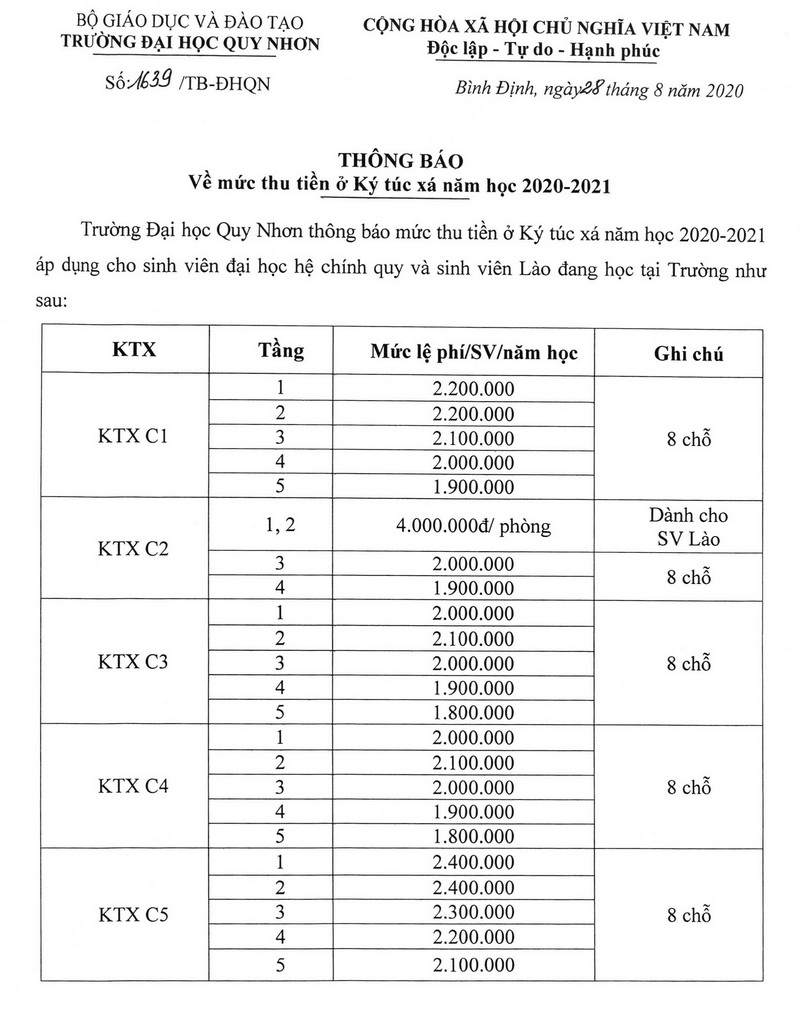 BỘ GIÁO DỤC VÀ ĐÀO TẠO
TRƯỜNG ĐẠI HỌC QUY NHƠN
Số:1639 /TB-ĐHQN
CỘNG HÒA XÃ HỘI CHỦ NGHĨA VIỆT NAM
Độc lập - Tự do - Hạnh phúc
Bình Định, ngày28 tháng 8 năm 2020
THÔNG BÁO
Về mức thu tiền ở Ký túc xá năm học 2020-2021
Trường Đại học Quy Nhơn thông báo mức thu tiền ở Ký túc xá năm học 2020-2021
áp dụng cho sinh viên đại học hệ chính quy và sinh viên Lào đang học tại Trường như
sau:
KTX Tầng Mức lệ phí/SV/năm học Ghi chú
1 2.200.000
2 2.200.000
KTX C1 3 2.100.000 8 chỗ
4 2.000.000
5 1.900.000
KTX C2 1, 2 4.000.000đ/ phòng Dành cho
SV Lào
3 2.000.000 8 chỗ
4 1.900.000
1 2.000.000
2 2.100.000
KTX C3 3 2.000.000 8 chỗ
4 1.900.000
5 1.800.000
1 2.000.000
2 2.100.000
KTX C4 3 2.000.000 8 chỗ
4 1.900.000
5 1.800.000
1 2.400.000
2 2.400.000
KTX C5 3 2.300.000 8 chỗ
4 2.200.000
5 2.100.000